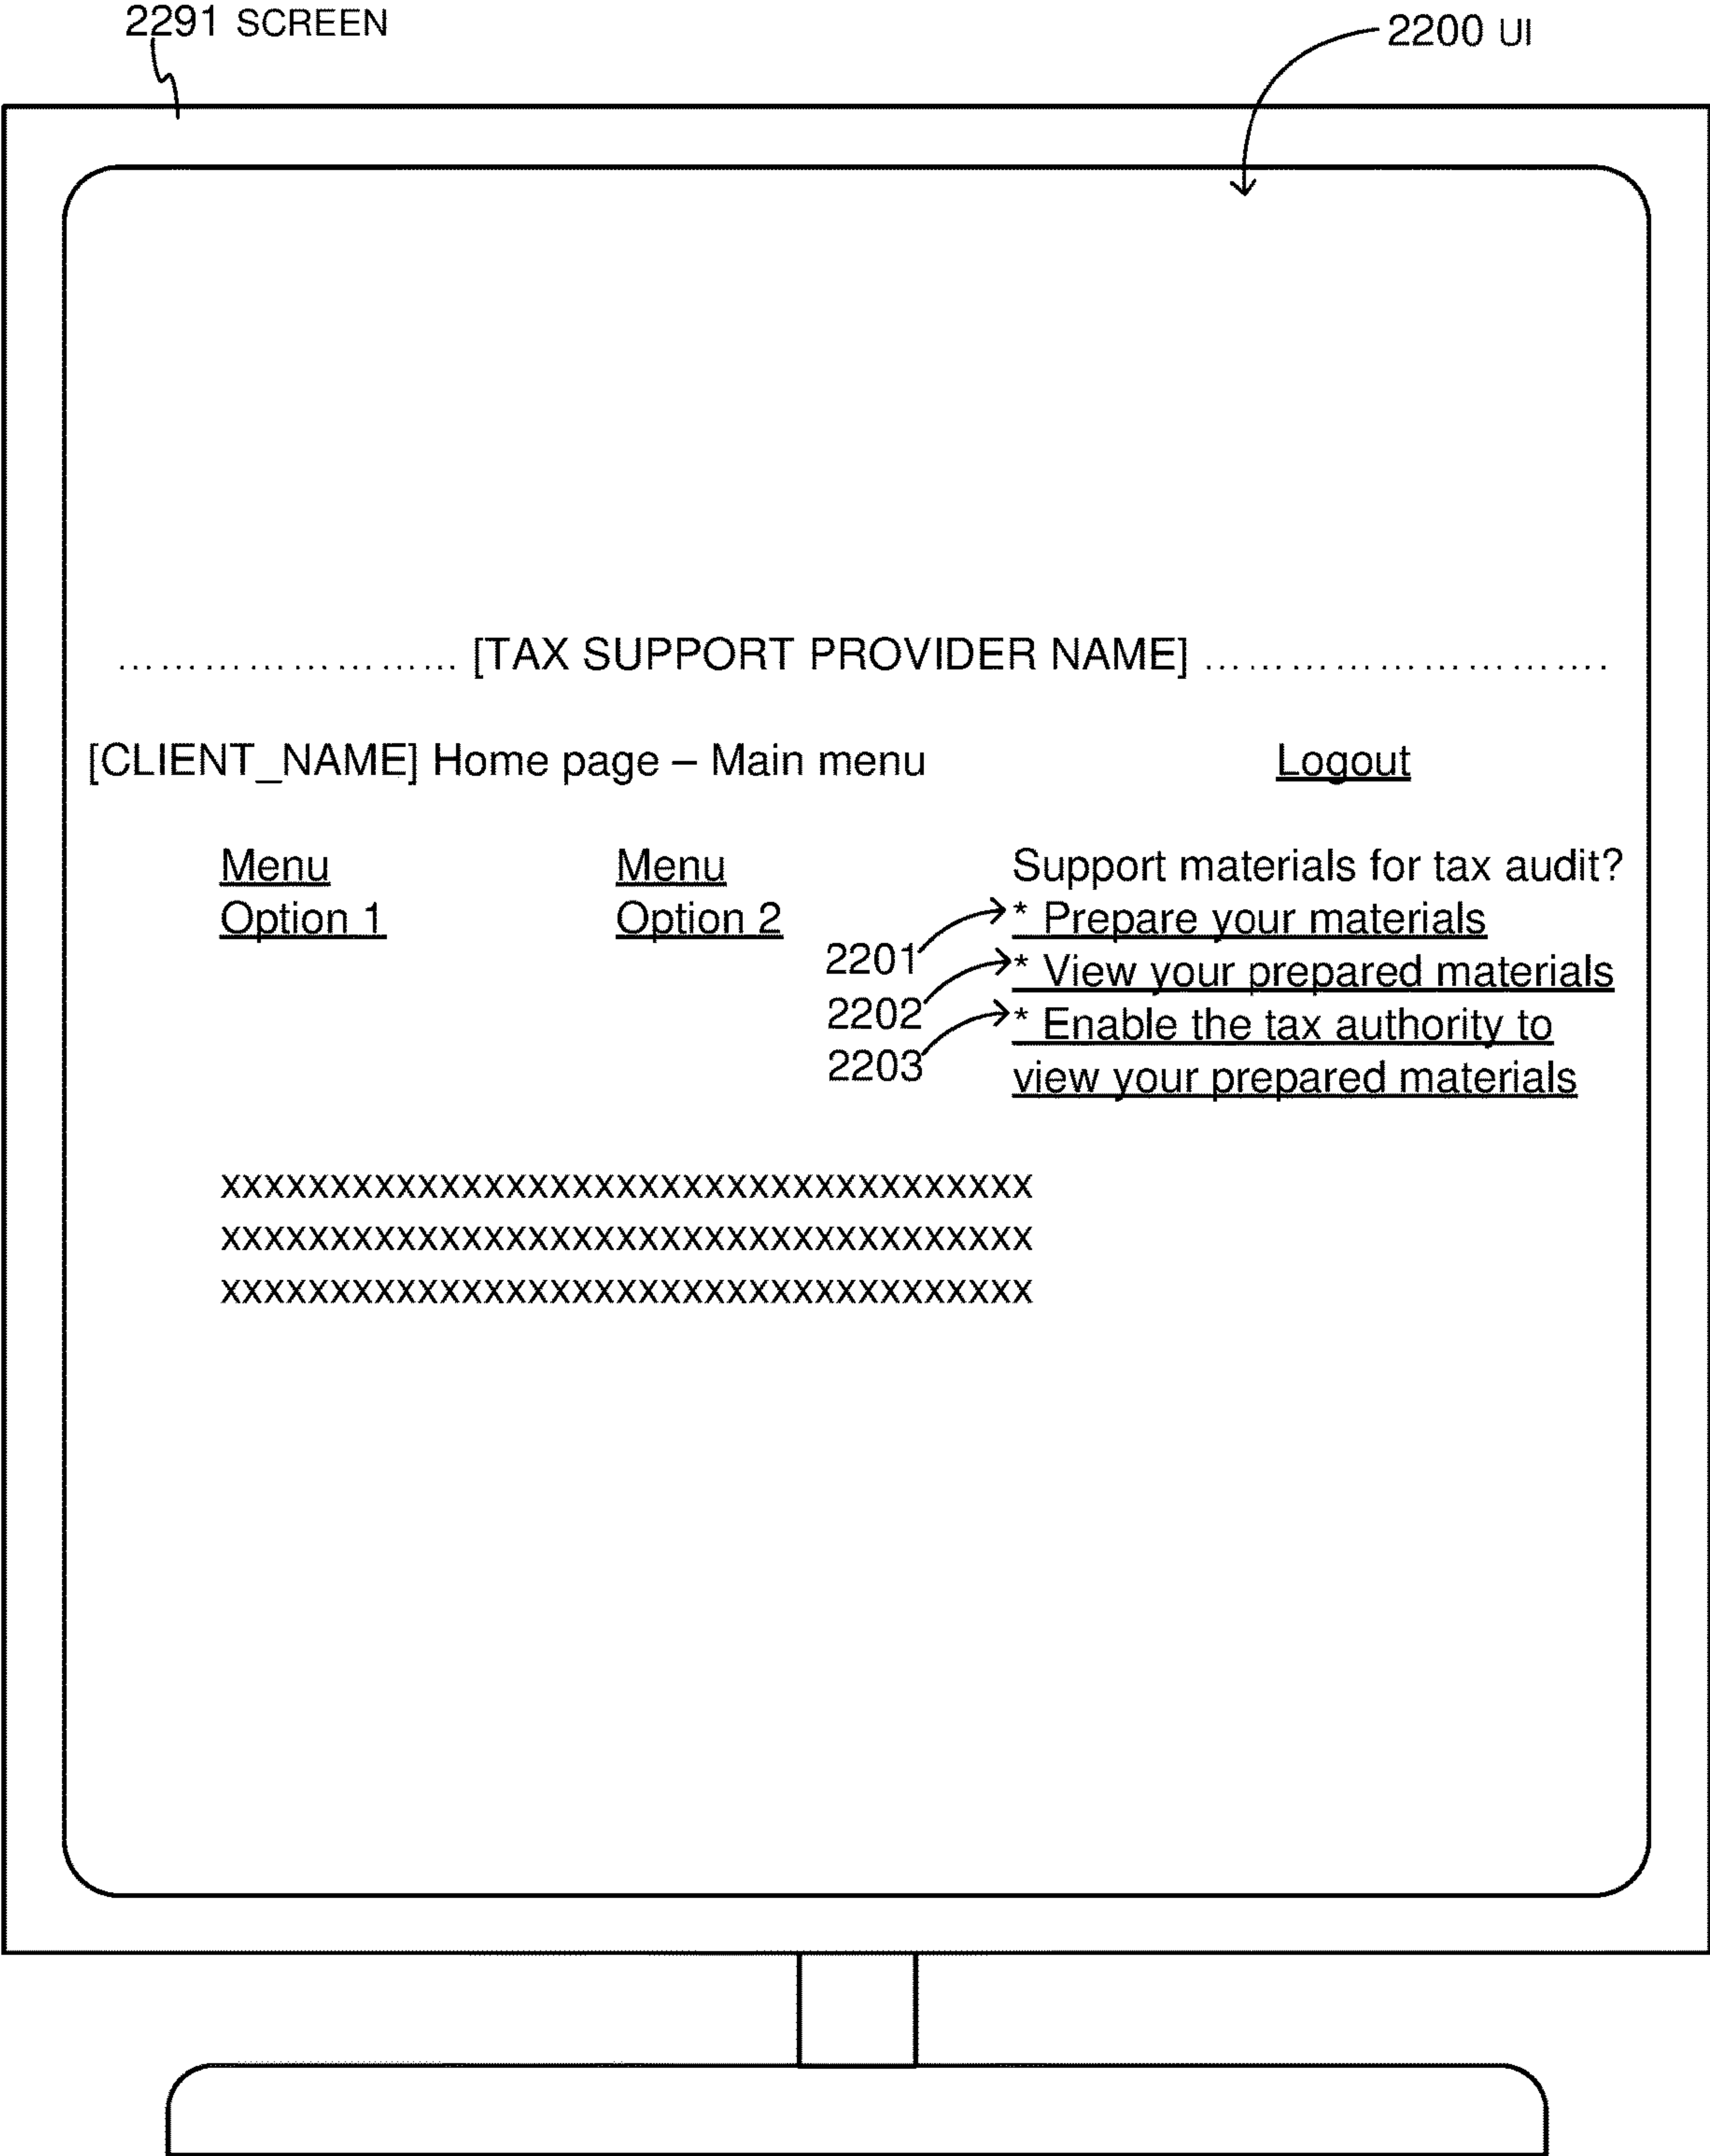 2291 SCREEN
2200 UI
........................ [TAX SUPPORT PROVIDER NAME] ............................
[CLIENT_NAME] Home page – Main menu Logout
Menu Menu Support materials for tax audit?
Option 1 Option 2 * Prepare your materials
2201 * View your prepared materials
2202 * Enable the tax authority to
2203 view your prepared materials
xxxxxxxxxxxxxxxxxxxxxxxxxxxxxxxxxxxxx
xxxxxxxxxxxxxxxxxxxxxxxxxxxxxxxxxxxxx
xxxxxxxxxxxxxxxxxxxxxxxxxxxxxxxxxxxxx